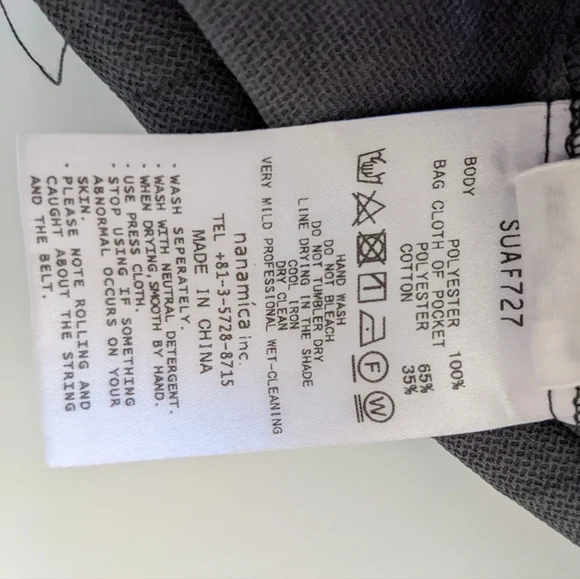 SUAF727
BODY POLYESTER 100%
BAG CLOTH OF POCKET
POLYESTER 65%
COTTON 35%
F W
HAND WASH
DO NOT BLEACH
DO NOT TUMBLER DRY
LINE DRYING IN THE SHADE
COOL IRON
DRY CLEAN
VERY MILD PROFESSIONAL WET-CLEANING
nanamica inc.
TEL +81-3-5728-8715
MADE IN CHINA
・WASH SEPERATELY.
・WASH WITH NEUTRAL DETERGENT.
・WHEN DRYING,SMOOTH BY HAND.
・USE PRESS CLOTH.
・STOP USING IF SOMETHING
ABNORMAL OCCURS ON YOUR
SKIN.
・PLEASE NOTE ROLLING AND
CAUGHT ABOUT THE STRING
AND THE BELT.